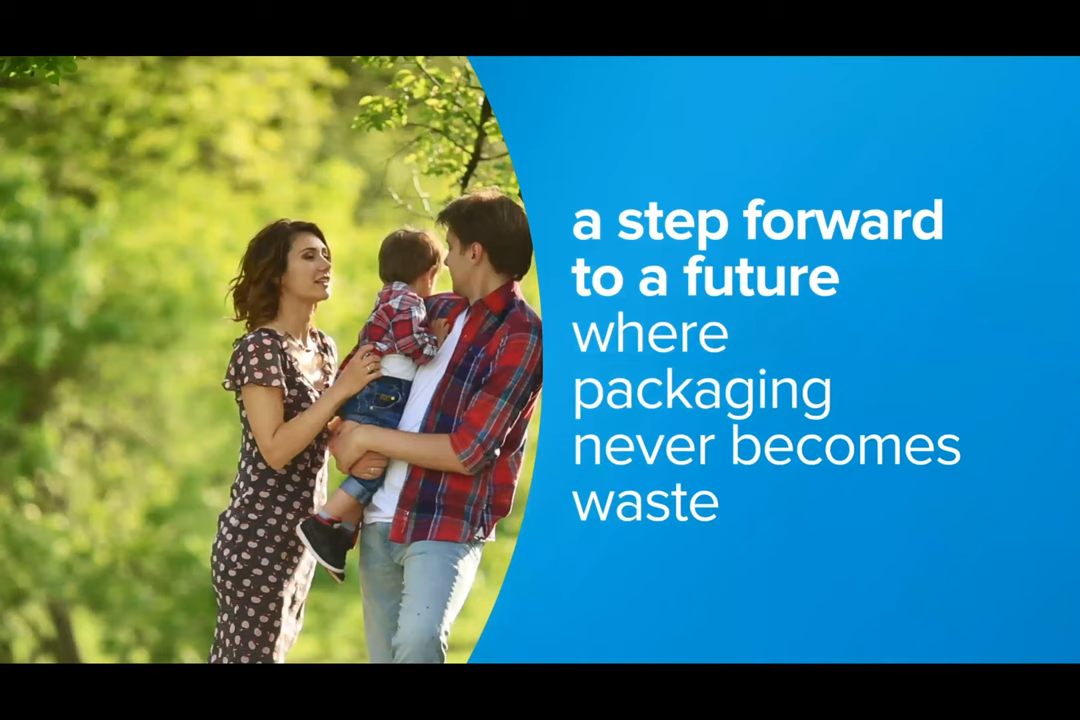 a step forward
to a future
where
packaging
never becomes
waste